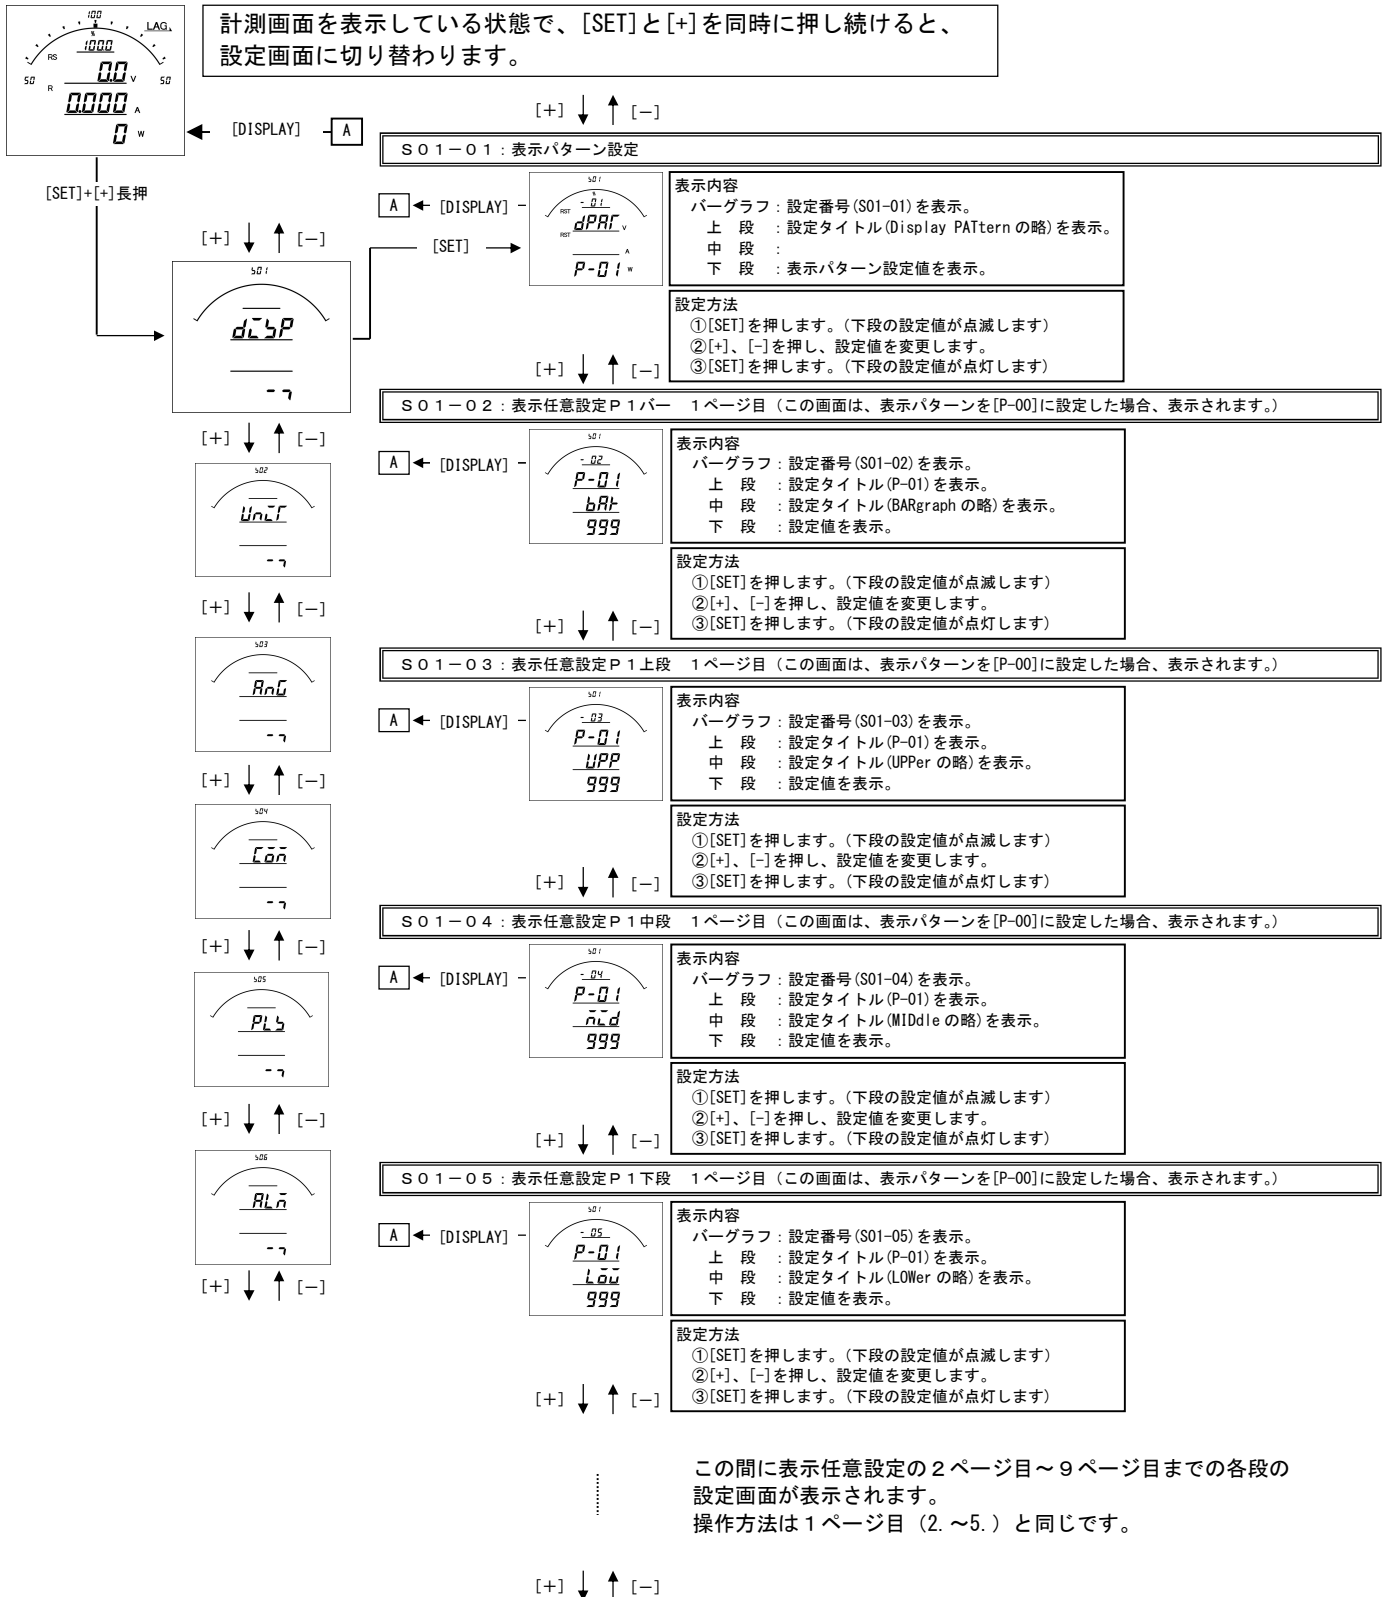 計測画面を表示している状態で、[SET]と[+]を同時に押し続けると、
設定画面に切り替わります。
100
LAG
%
100.0
RS
50
50
0.0 V
R
0.000 A
0 W
[DISPLAY]
A
[SET]+[+]長押
[+]
[−]
S01
dISP
[SET]
[+]
[−]
S02
UnIT
[+]
[−]
S03
AnG
[+]
[−]
S04
Com
[+]
[−]
S05
PLS
[+]
[−]
S06
ALm
[+]
[−]
[+]
[−]
S01−01:表示パターン設定
A
[DISPLAY]
S01
%
-01
RST
dPAT V
RST
A
P-01 W
表示内容
バーグラフ:設定番号(S01-01)を表示。
上 段 :設定タイトル(Display PATtern の略)を表示。
中 段 :
下 段 :表示パターン設定値を表示。
設定方法
①[SET]を押します。(下段の設定値が点滅します)
②[+]、[-]を押し、設定値を変更します。
③[SET]を押します。(下段の設定値が点灯します)
[+]
[−]
S01−02:表示任意設定P1バー 1ページ目(この画面は、表示パターンを[P-00]に設定した場合、表示されます。)
A
[DISPLAY]
S01
-02
P-01
bAr
999
表示内容
バーグラフ:設定番号(S01-02)を表示。
上 段 :設定タイトル(P-01)を表示。
中 段 :設定タイトル(BARgraph の略)を表示。
下 段 :設定値を表示。
設定方法
①[SET]を押します。(下段の設定値が点滅します)
②[+]、[-]を押し、設定値を変更します。
③[SET]を押します。(下段の設定値が点灯します)
[+]
[−]
S01−03:表示任意設定P1上段 1ページ目(この画面は、表示パターンを[P-00]に設定した場合、表示されます。)
A
[DISPLAY]
S01
-03
P-01
UPP
999
表示内容
バーグラフ:設定番号(S01-03)を表示。
上 段 :設定タイトル(P-01)を表示。
中 段 :設定タイトル(UPPer の略)を表示。
下 段 :設定値を表示。
設定方法
①[SET]を押します。(下段の設定値が点滅します)
②[+]、[-]を押し、設定値を変更します。
③[SET]を押します。(下段の設定値が点灯します)
[+]
[−]
S01−04:表示任意設定P1中段 1ページ目(この画面は、表示パターンを[P-00]に設定した場合、表示されます。)
A
[DISPLAY]
S01
-04
P-01
mId
999
表示内容
バーグラフ:設定番号(S01-04)を表示。
上 段 :設定タイトル(P-01)を表示。
中 段 :設定タイトル(MIDdle の略)を表示。
下 段 :設定値を表示。
設定方法
①[SET]を押します。(下段の設定値が点滅します)
②[+]、[-]を押し、設定値を変更します。
③[SET]を押します。(下段の設定値が点灯します)
[+]
[−]
S01−05:表示任意設定P1下段 1ページ目(この画面は、表示パターンを[P-00]に設定した場合、表示されます。)
A
[DISPLAY]
S01
-05
P-01
LoW
999
表示内容
バーグラフ:設定番号(S01-05)を表示。
上 段 :設定タイトル(P-01)を表示。
中 段 :設定タイトル(LOWer の略)を表示。
下 段 :設定値を表示。
設定方法
①[SET]を押します。(下段の設定値が点滅します)
②[+]、[-]を押し、設定値を変更します。
③[SET]を押します。(下段の設定値が点灯します)
[+]
[−]
この間に表示任意設定の2ページ目～9ページ目までの各段の
設定画面が表示されます。
操作方法は1ページ目(2.～5.)と同じです。
[+]
[−]